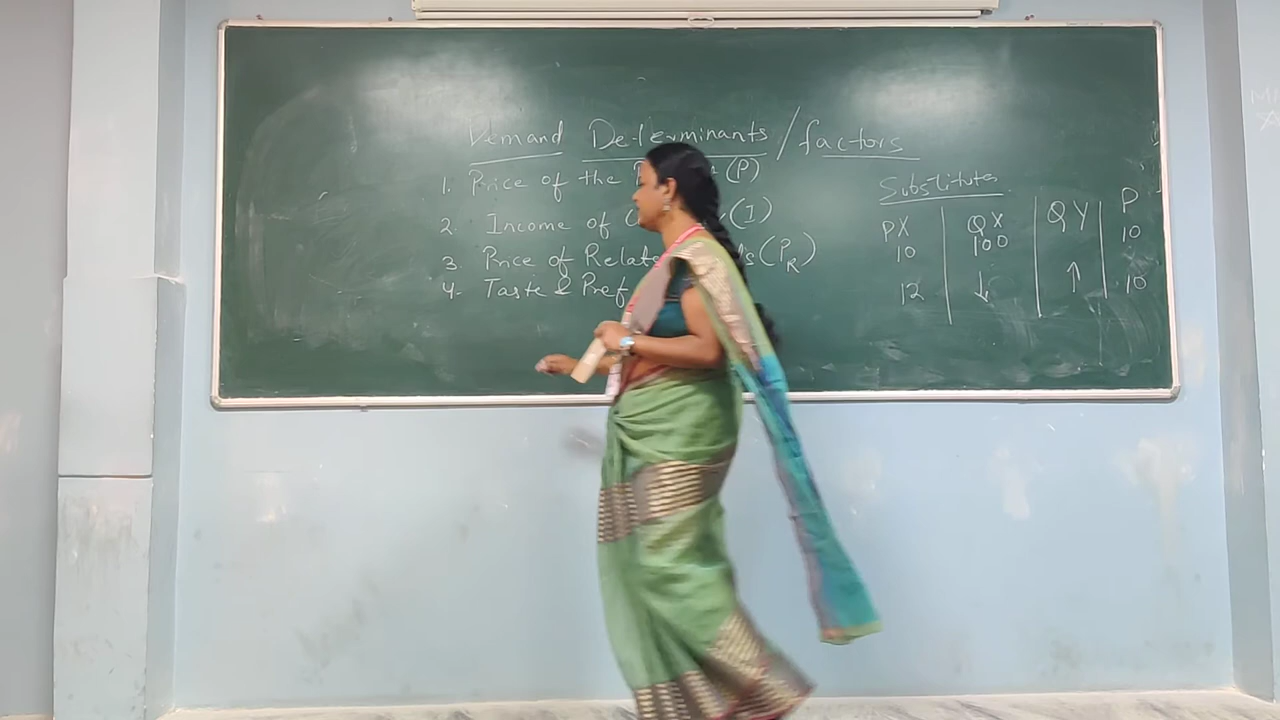 Demand Determinants / factors
1. Price of the (P)
2. Income of (I)
3. Price of Relat (PR)
4. Taste & Pref
Substitutes
PX QX QY P
10 100 10
12 ↓ ↑ 10